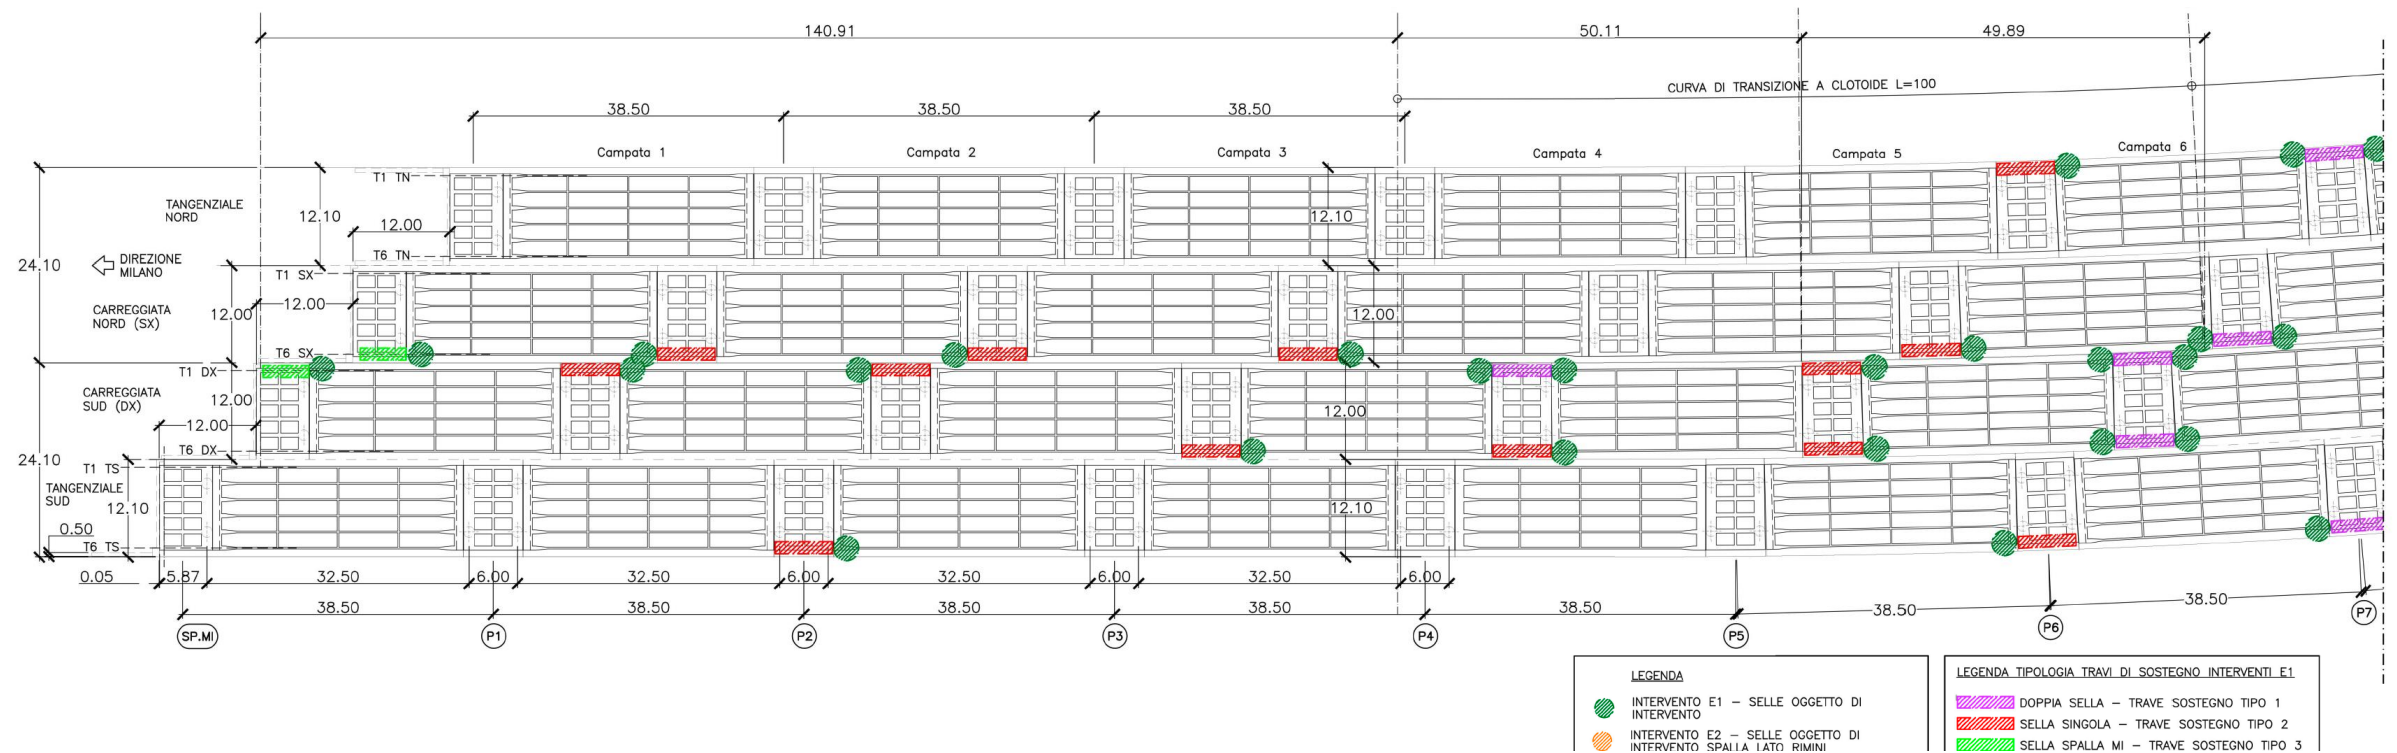 140.91
50.11
49.89
CURVA DI TRANSIZIONE A CLOTOIDE L=100
38.50
38.50
38.50
Campata 1
Campata 2
Campata 3
Campata 4
Campata 5
Campata 6
T1 TN
TANGENZIALE
NORD
12.10
12.10
12.00
T6 TN
24.10
DIREZIONE
MILANO
T1 SX
12.00
CARREGGIATA
NORD (SX)
12.00
12.00
T6 SX
T1 DX
CARREGGIATA
SUD (DX)
12.00
12.00
12.00
T6 DX
24.10
T1 TS
TANGENZIALE
SUD
12.10
12.10
0.50
T6 TS
0.05
5.87
32.50
6.00
32.50
6.00
32.50
6.00
32.50
6.00
38.50
38.50
38.50
38.50
38.50
38.50
38.50
SP.MI
P1
P2
P3
P4
P5
P6
P7
LEGENDA
INTERVENTO E1 – SELLE OGGETTO DI
INTERVENTO
INTERVENTO E2 – SELLE OGGETTO DI
INTERVENTO SPALLA LATO RIMINI
LEGENDA TIPOLOGIA TRAVI DI SOSTEGNO INTERVENTI E1
DOPPIA SELLA – TRAVE SOSTEGNO TIPO 1
SELLA SINGOLA – TRAVE SOSTEGNO TIPO 2
SELLA SPALLA MI – TRAVE SOSTEGNO TIPO 3